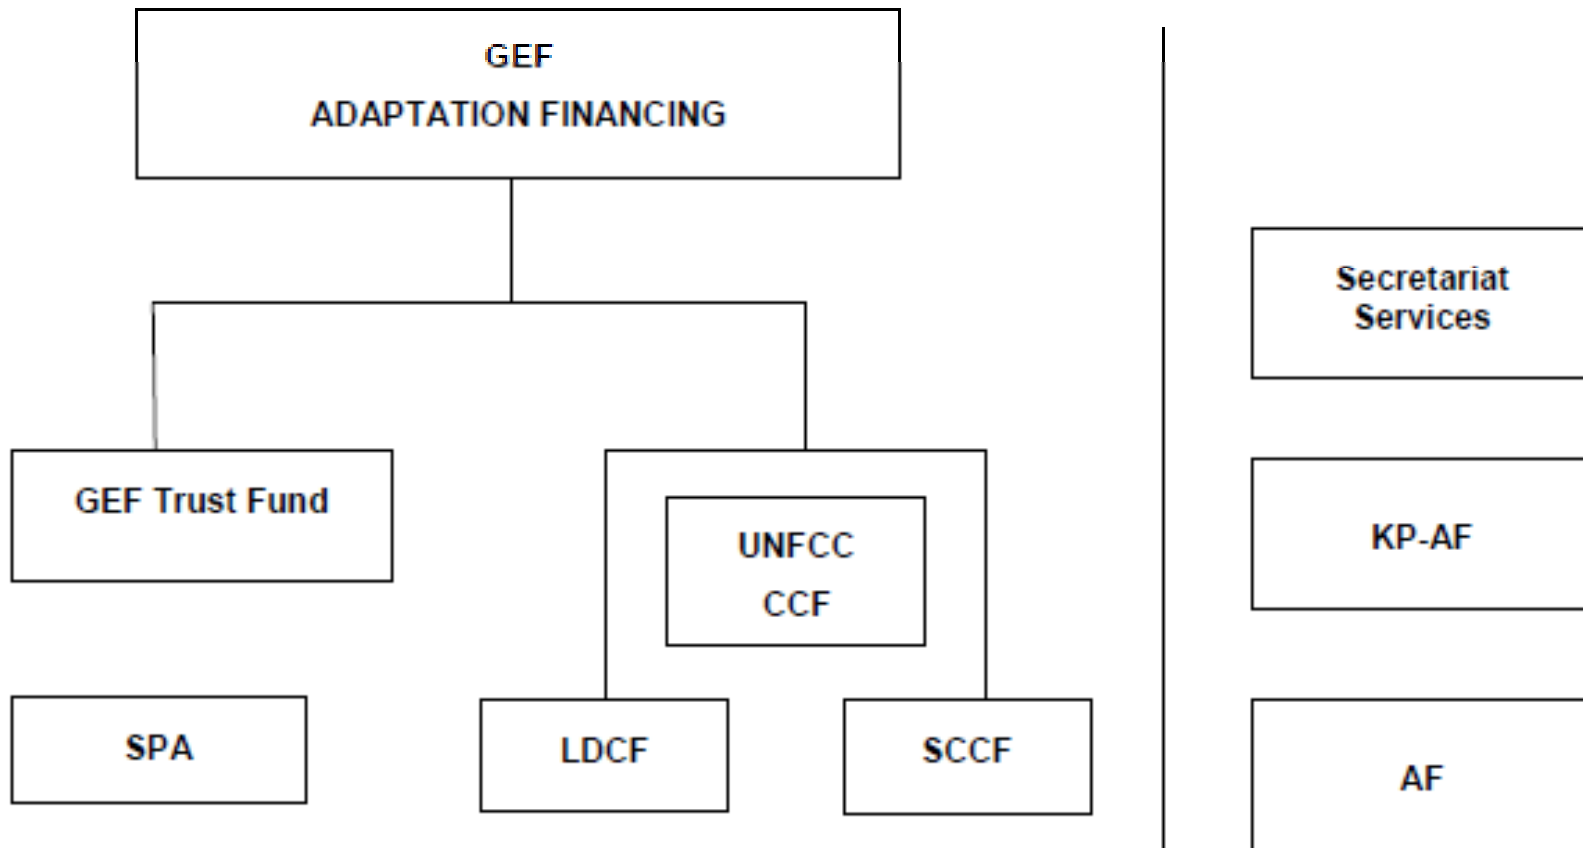 GEF
ADAPTATION FINANCING
Secretariat
Services
GEF Trust Fund
UNFCC
CCF
KP-AF
SPA
LDCF
SCCF
AF